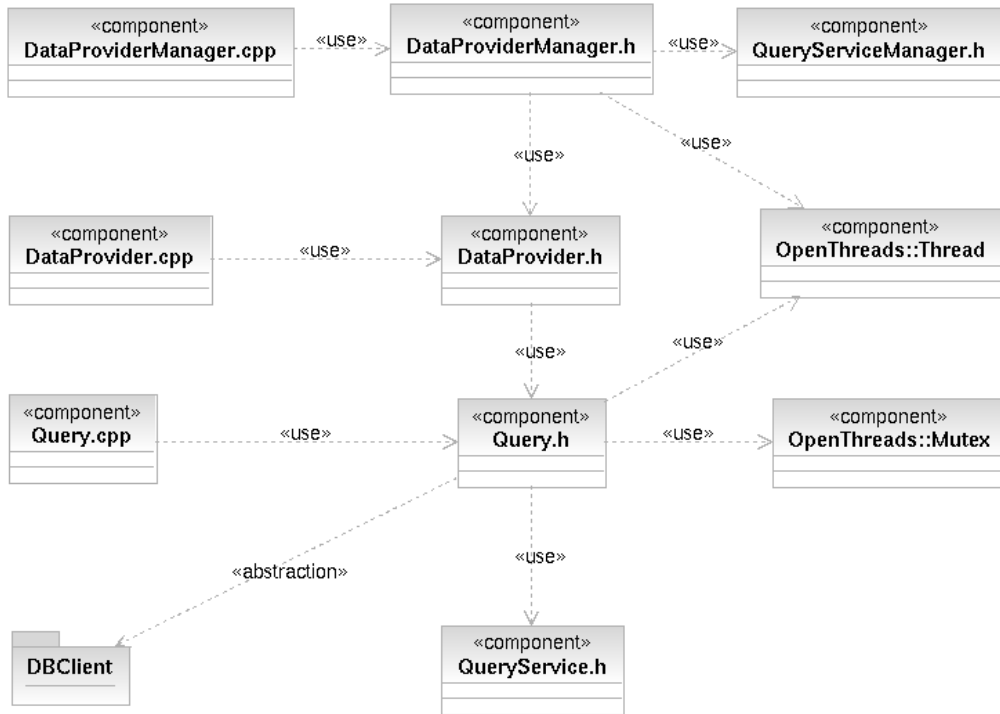 «component»
DataProviderManager.cpp
«use»
«component»
DataProviderManager.h
«use»
«component»
QueryServiceManager.h
«use»
«use»
«component»
DataProvider.cpp
«use»
«component»
DataProvider.h
«component»
OpenThreads::Thread
«use»
«use»
«component»
Query.cpp
«use»
«component»
Query.h
«use»
«component»
OpenThreads::Mutex
«abstraction»
«use»
DBClient
«component»
QueryService.h